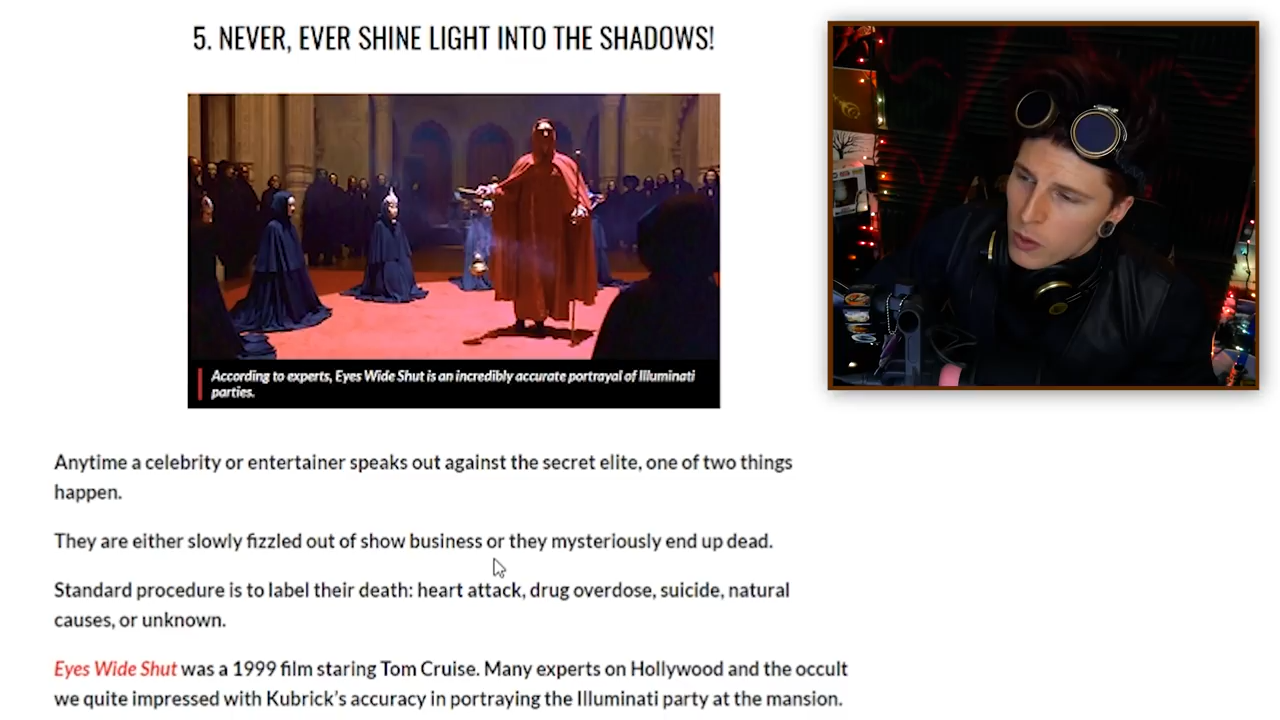 5. NEVER, EVER SHINE LIGHT INTO THE SHADOWS!
According to experts, Eyes Wide Shut is an incredibly accurate portrayal of Illuminati
parties.
Anytime a celebrity or entertainer speaks out against the secret elite, one of two things
happen.
They are either slowly fizzled out of show business or they mysteriously end up dead.
Standard procedure is to label their death: heart attack, drug overdose, suicide, natural
causes, or unknown.
Eyes Wide Shut was a 1999 film staring Tom Cruise. Many experts on Hollywood and the occult
we quite impressed with Kubrick's accuracy in portraying the Illuminati party at the mansion.